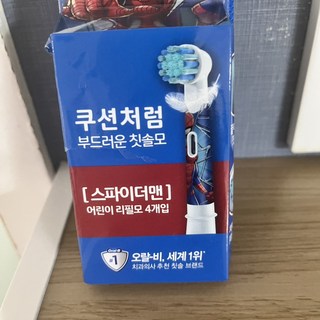 쿠션처럼
부드러운 칫솔모
[ 스파이더맨 ]
어린이 리필모 4개입
#1
오랄-비, 세계 1위*
치과의사 추천 칫솔 브랜드